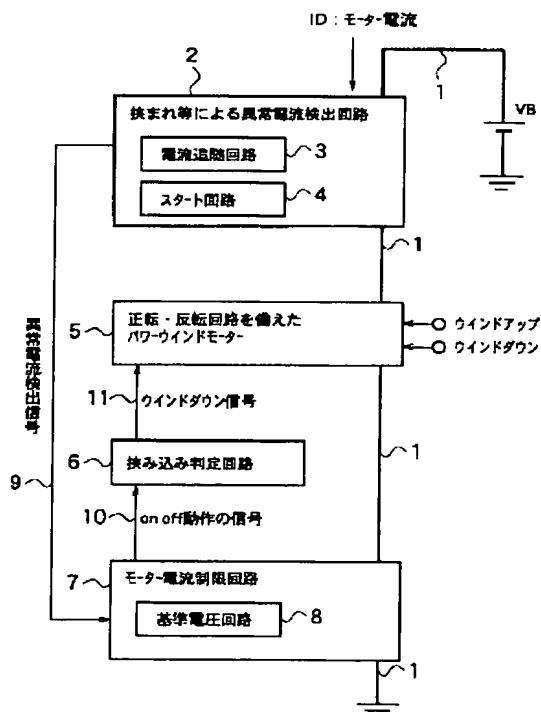 ID:モーター電流
1
2
VB
挟まれ等による異常電流検出回路
電流追随回路
3
スタート回路
4
1
正転・反転回路を備えた
パワーウインドモーター
5
ウインドアップ
ウインドダウン
11
ウインドダウン信号
異常電流検出信号
6
挟み込み判定回路
1
9
10
on off動作の信号
7
モーター電流制限回路
基準電圧回路
8
1